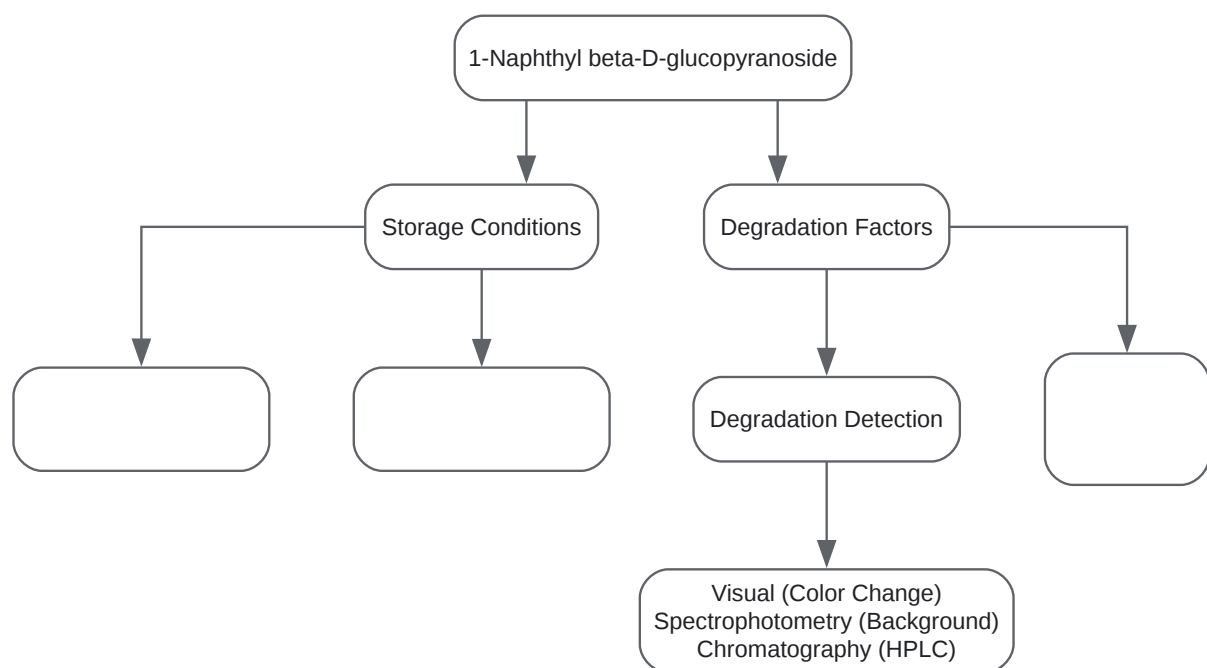 1-Naphthyl beta-D-glucopyranoside
Storage Conditions
Degradation Factors
Degradation Detection
Visual (Color Change)
Spectrophotometry (Background)
Chromatography (HPLC)